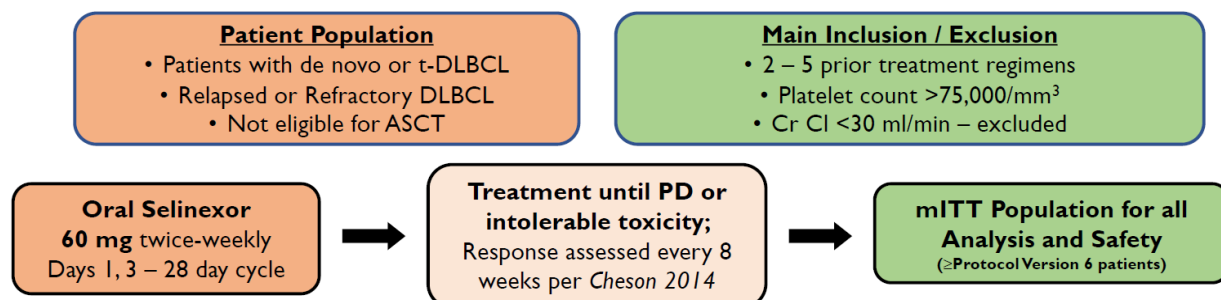 Patient Population
• Patients with de novo or t-DLBCL
• Relapsed or Refractory DLBCL
• Not eligible for ASCT
Main Inclusion / Exclusion
• 2 – 5 prior treatment regimens
• Platelet count >75,000/mm³
• Cr Cl <30 ml/min – excluded
Oral Selinexor
60 mg twice-weekly
Days 1, 3 – 28 day cycle
Treatment until PD or
intolerable toxicity;
Response assessed every 8
weeks per Cheson 2014
mITT Population for all
Analysis and Safety
(≥Protocol Version 6 patients)